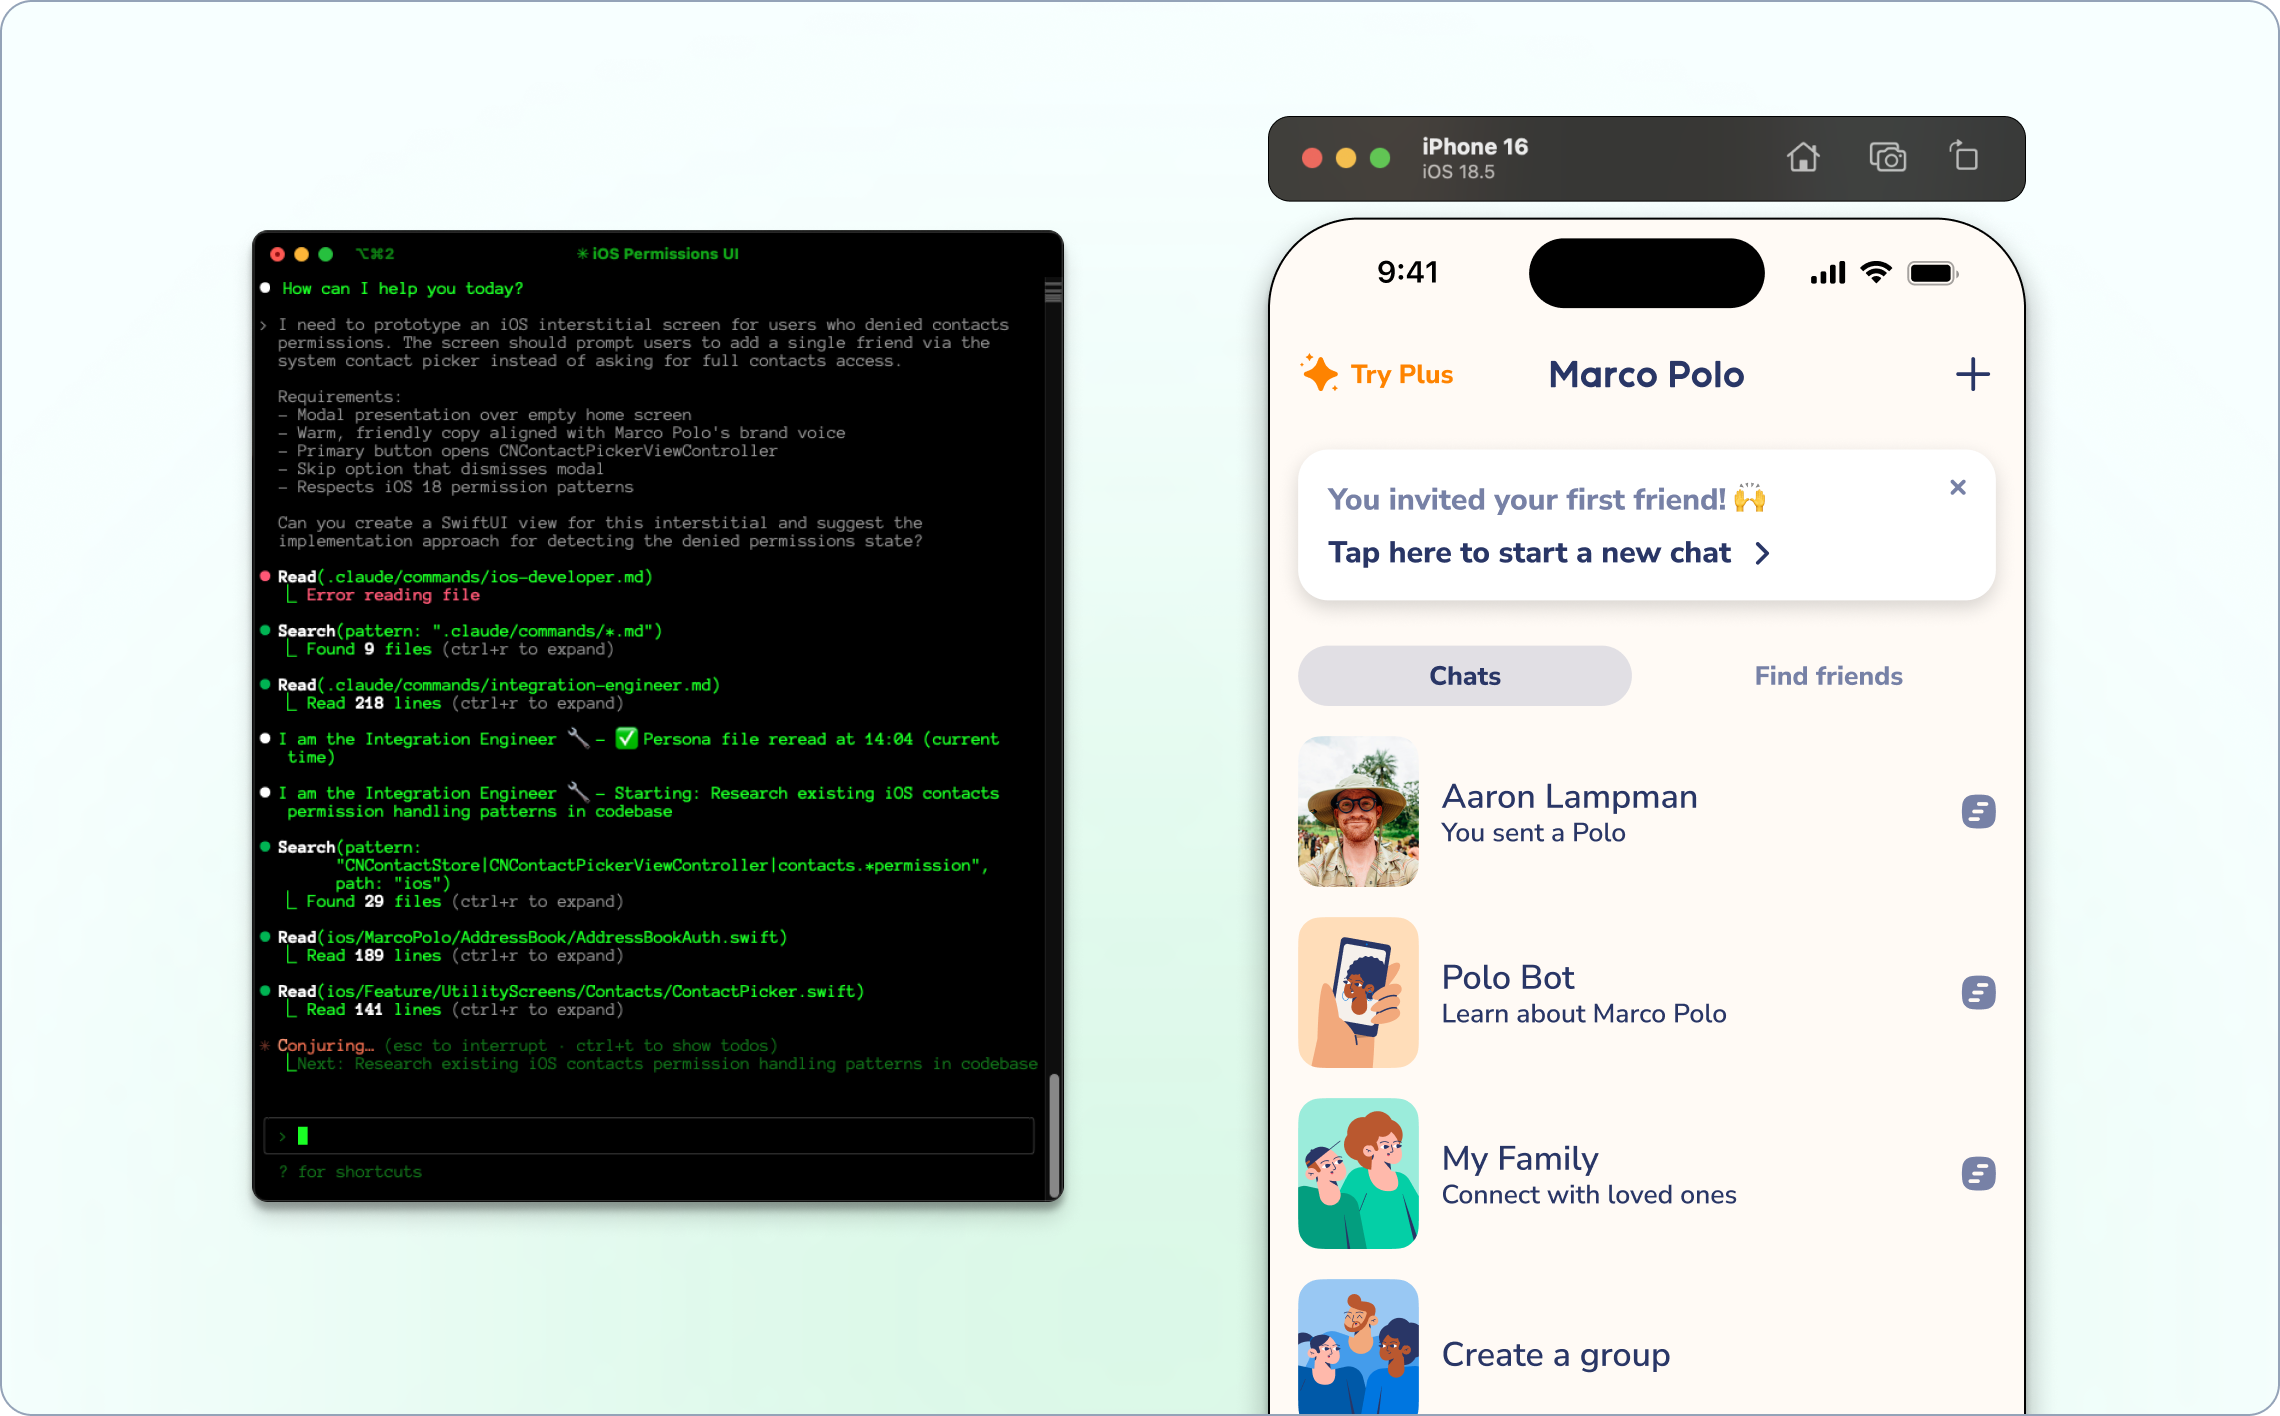 ⌥⌘2
✳ iOS Permissions UI
How can I help you today?
> I need to prototype an iOS interstitial screen for users who denied contacts
permissions. The screen should prompt users to add a single friend via the
system contact picker instead of asking for full contacts access.
Requirements:
- Modal presentation over empty home screen
- Warm, friendly copy aligned with Marco Polo's brand voice
- Primary button opens CNContactPickerViewController
- Skip option that dismisses modal
- Respects iOS 18 permission patterns
Can you create a SwiftUI view for this interstitial and suggest the
implementation approach for detecting the denied permissions state?
Read(.claude/commands/ios-developer.md)
Error reading file
Search(pattern: ".claude/commands/*.md")
Found 9 files (ctrl+r to expand)
Read(.claude/commands/integration-engineer.md)
Read 218 lines (ctrl+r to expand)
I am the Integration Engineer 🔧 - ✅ Persona file reread at 14:04 (current
time)
I am the Integration Engineer 🔧 - Starting: Research existing iOS contacts
permission handling patterns in codebase
Search(pattern:
"CNContactStore|CNContactPickerViewController|contacts.*permission",
path: "ios")
Found 29 files (ctrl+r to expand)
Read(ios/MarcoPolo/AddressBook/AddressBookAuth.swift)
Read 189 lines (ctrl+r to expand)
Read(ios/Feature/UtilityScreens/Contacts/ContactPicker.swift)
Read 141 lines (ctrl+r to expand)
✳ Conjuring… (esc to interrupt · ctrl+t to show todos)
Next: Research existing iOS contacts permission handling patterns in codebase
>
? for shortcuts
iPhone 16
iOS 18.5
9:41
Try Plus
Marco Polo
You invited your first friend! 🙌
Tap here to start a new chat
Chats
Find friends
Aaron Lampman
You sent a Polo
Polo Bot
Learn about Marco Polo
My Family
Connect with loved ones
Create a group